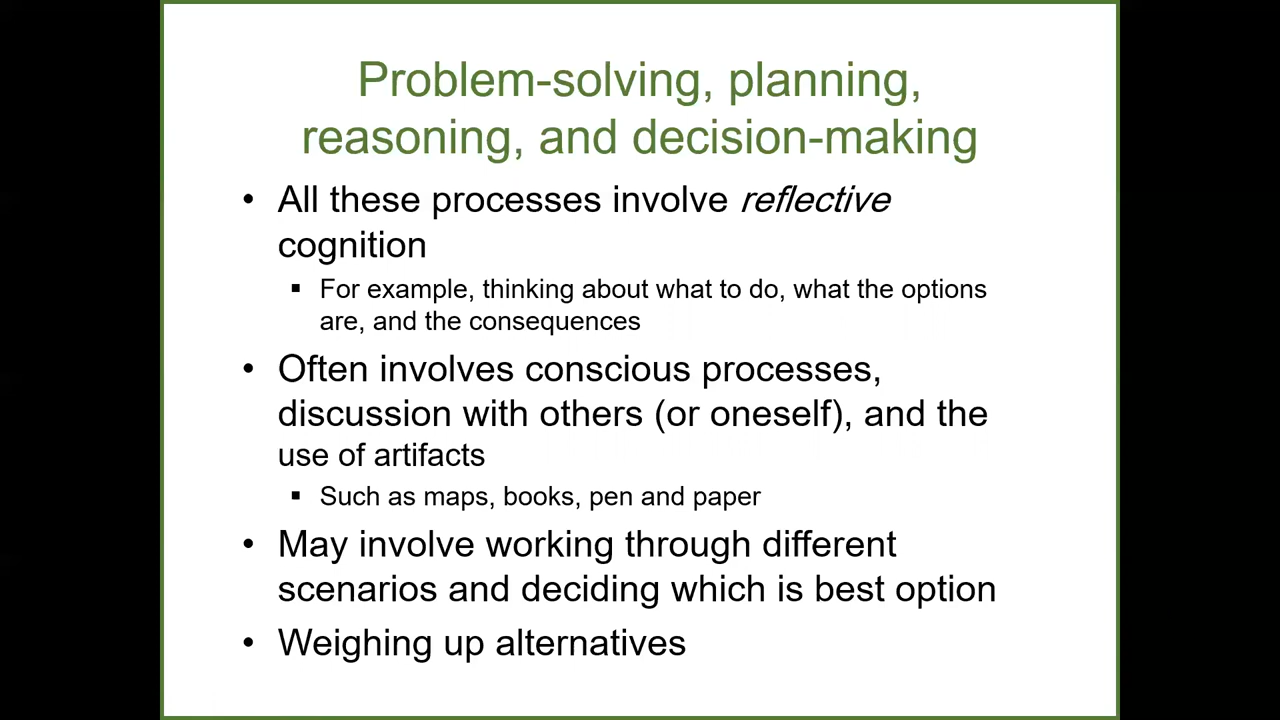 Problem-solving, planning,
reasoning, and decision-making
• All these processes involve reflective
cognition
▪ For example, thinking about what to do, what the options
are, and the consequences
• Often involves conscious processes,
discussion with others (or oneself), and the
use of artifacts
▪ Such as maps, books, pen and paper
• May involve working through different
scenarios and deciding which is best option
• Weighing up alternatives